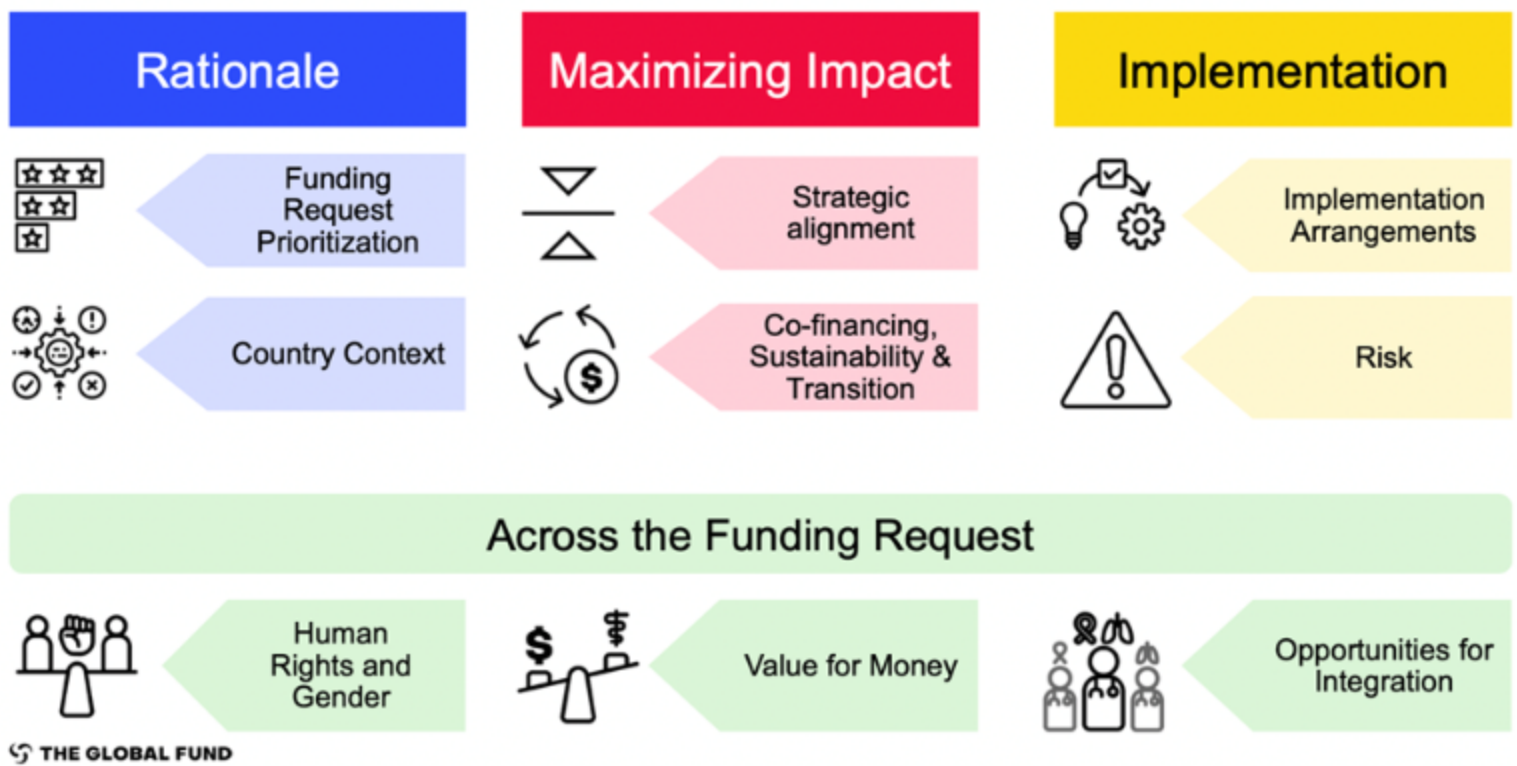 Rationale
Maximizing Impact
Implementation
Funding
Request
Prioritization
Strategic
alignment
Implementation
Arrangements
Country Context
Co-financing,
Sustainability &
Transition
Risk
Across the Funding Request
Human
Rights and
Gender
$
$
Value for Money
Opportunities for
Integration
THE GLOBAL FUND